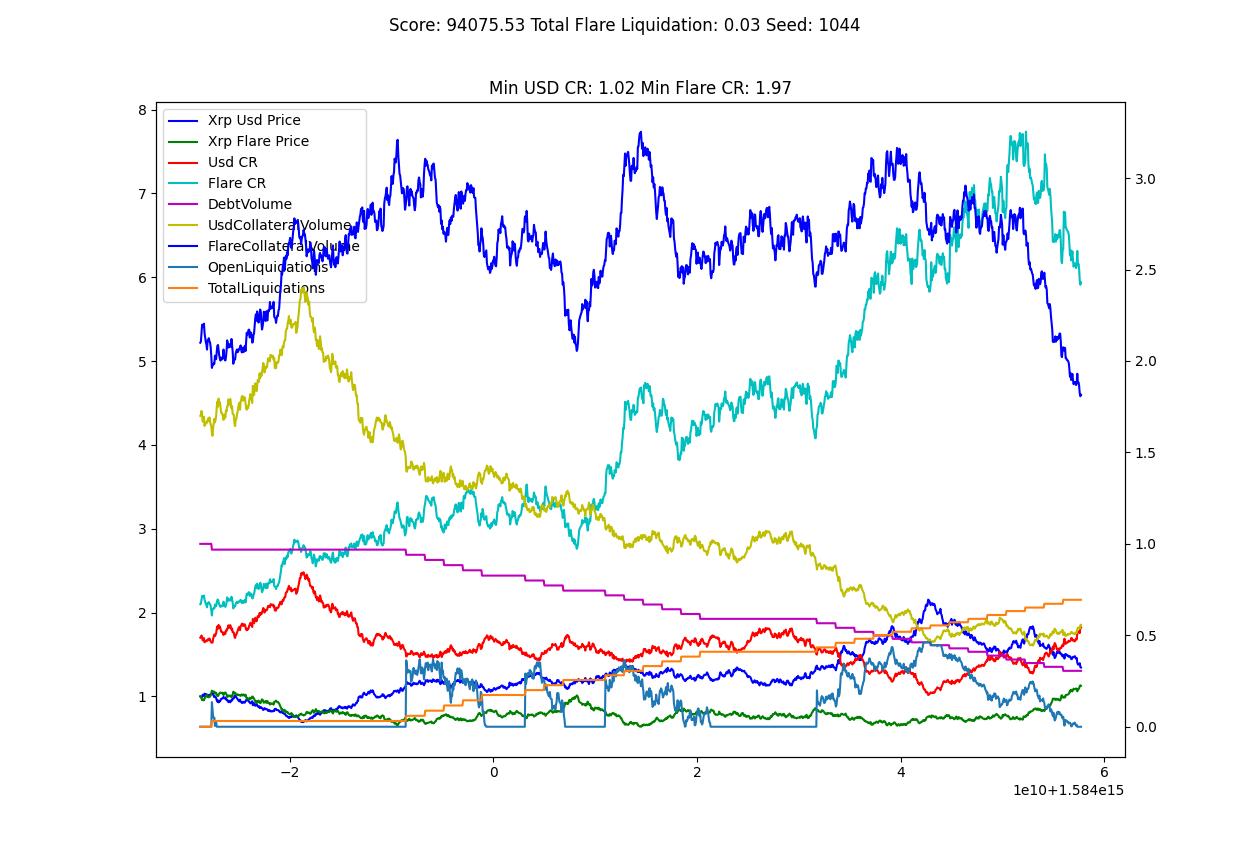 Score: 94075.53 Total Flare Liquidation: 0.03 Seed: 1044
Min USD CR: 1.02 Min Flare CR: 1.97
Xrp Usd Price
Xrp Flare Price
Usd CR
Flare CR
DebtVolume
UsdCollateralVolume
FlareCollateralVolume
OpenLiquidations
TotalLiquidations
8
7
6
5
4
3
2
1
3.0
2.5
2.0
1.5
1.0
0.5
0.0
−2 0 2 4 6
1e10+1.584e15